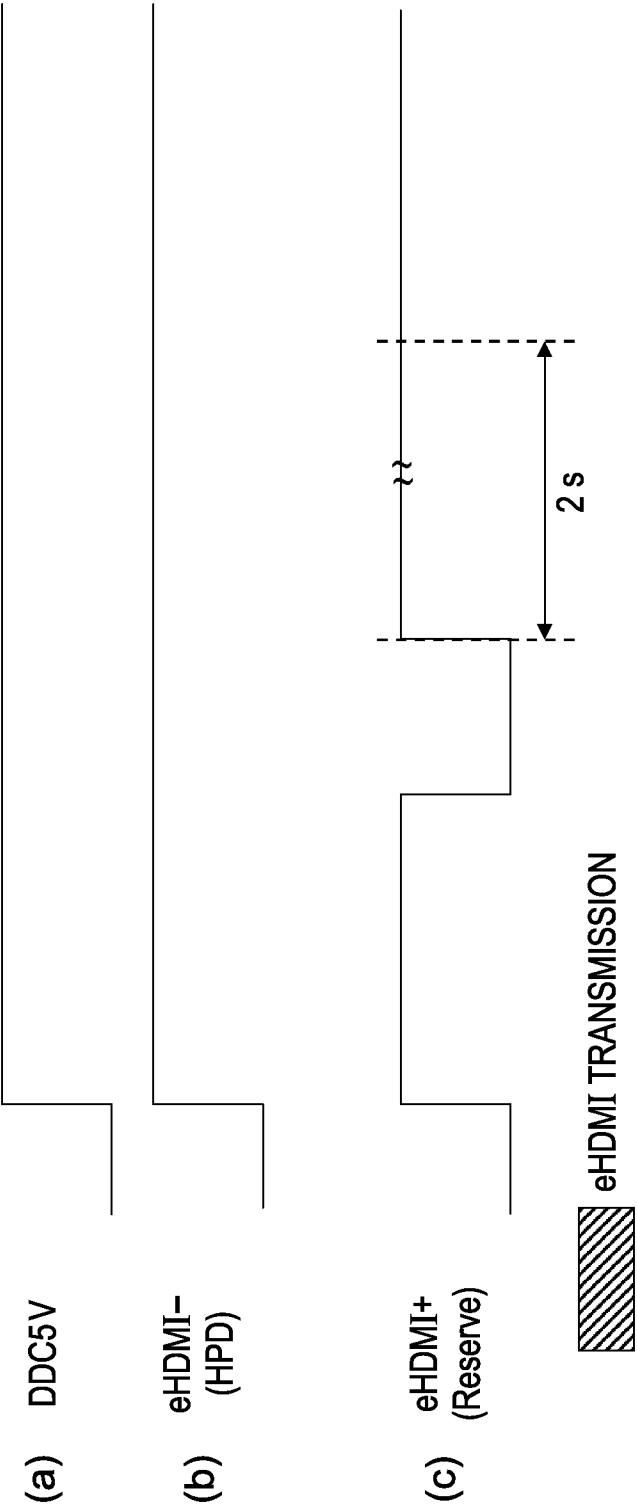 (a) DDC5V
(b) eHDMI−
(HPD)
(c) eHDMI+
(Reserve)
≈
2 s
eHDMI TRANSMISSION